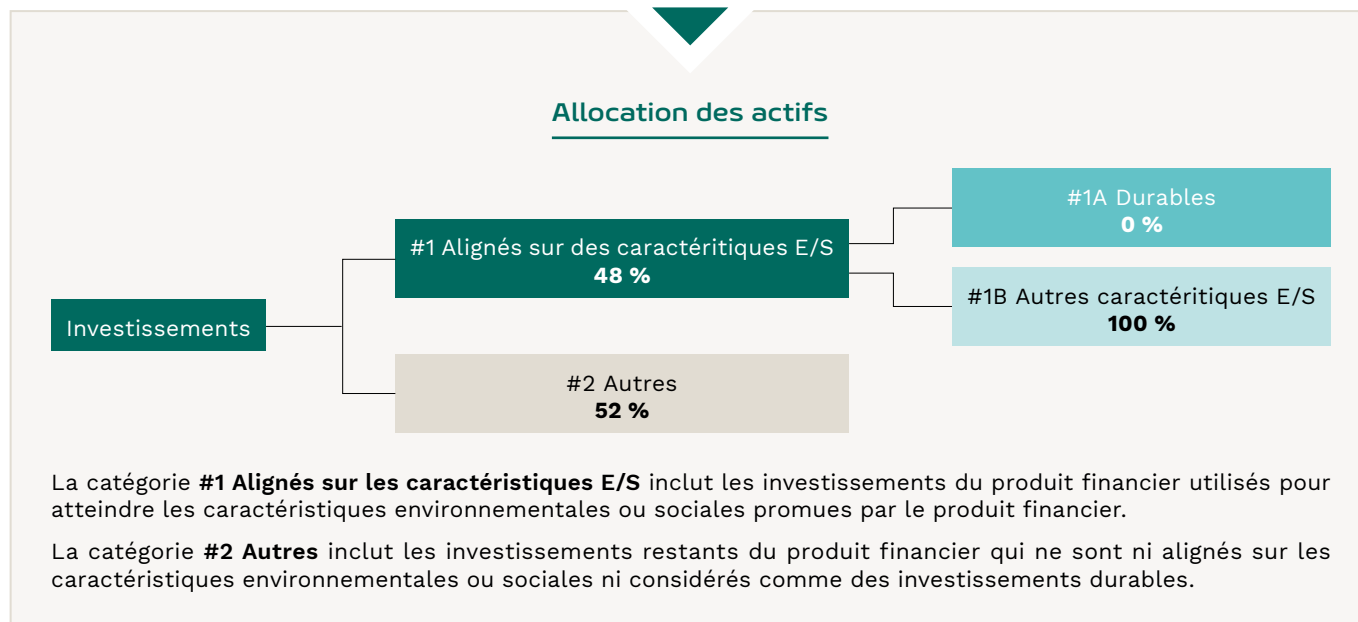 Allocation des actifs
#1A Durables
0 %
#1 Alignés sur des caractéritiques E/S
48 %
#1B Autres caractéritiques E/S
100 %
Investissements
#2 Autres
52 %
La catégorie #1 Alignés sur les caractéristiques E/S inclut les investissements du produit financier utilisés pour
atteindre les caractéristiques environnementales ou sociales promues par le produit financier.
La catégorie #2 Autres inclut les investissements restants du produit financier qui ne sont ni alignés sur les
caractéristiques environnementales ou sociales ni considérés comme des investissements durables.